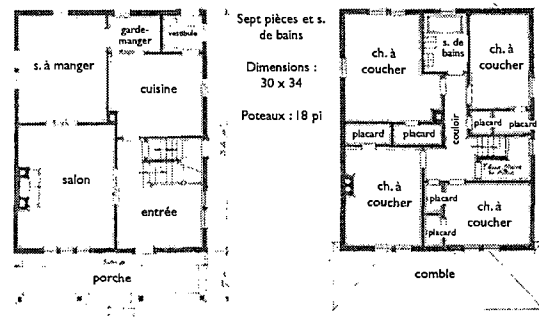 garde-
manger
vestibule
s. à manger
cuisine
salon
entrée
porche
Sept pièces et s.
de bains
Dimensions :
30 x 34
Poteaux : 18 pi
ch. à
coucher
s. de
bains
ch. à
coucher
couloir
placard
placard
placard
placard
ch. à
coucher
placard
placard
ch. à
coucher
comble